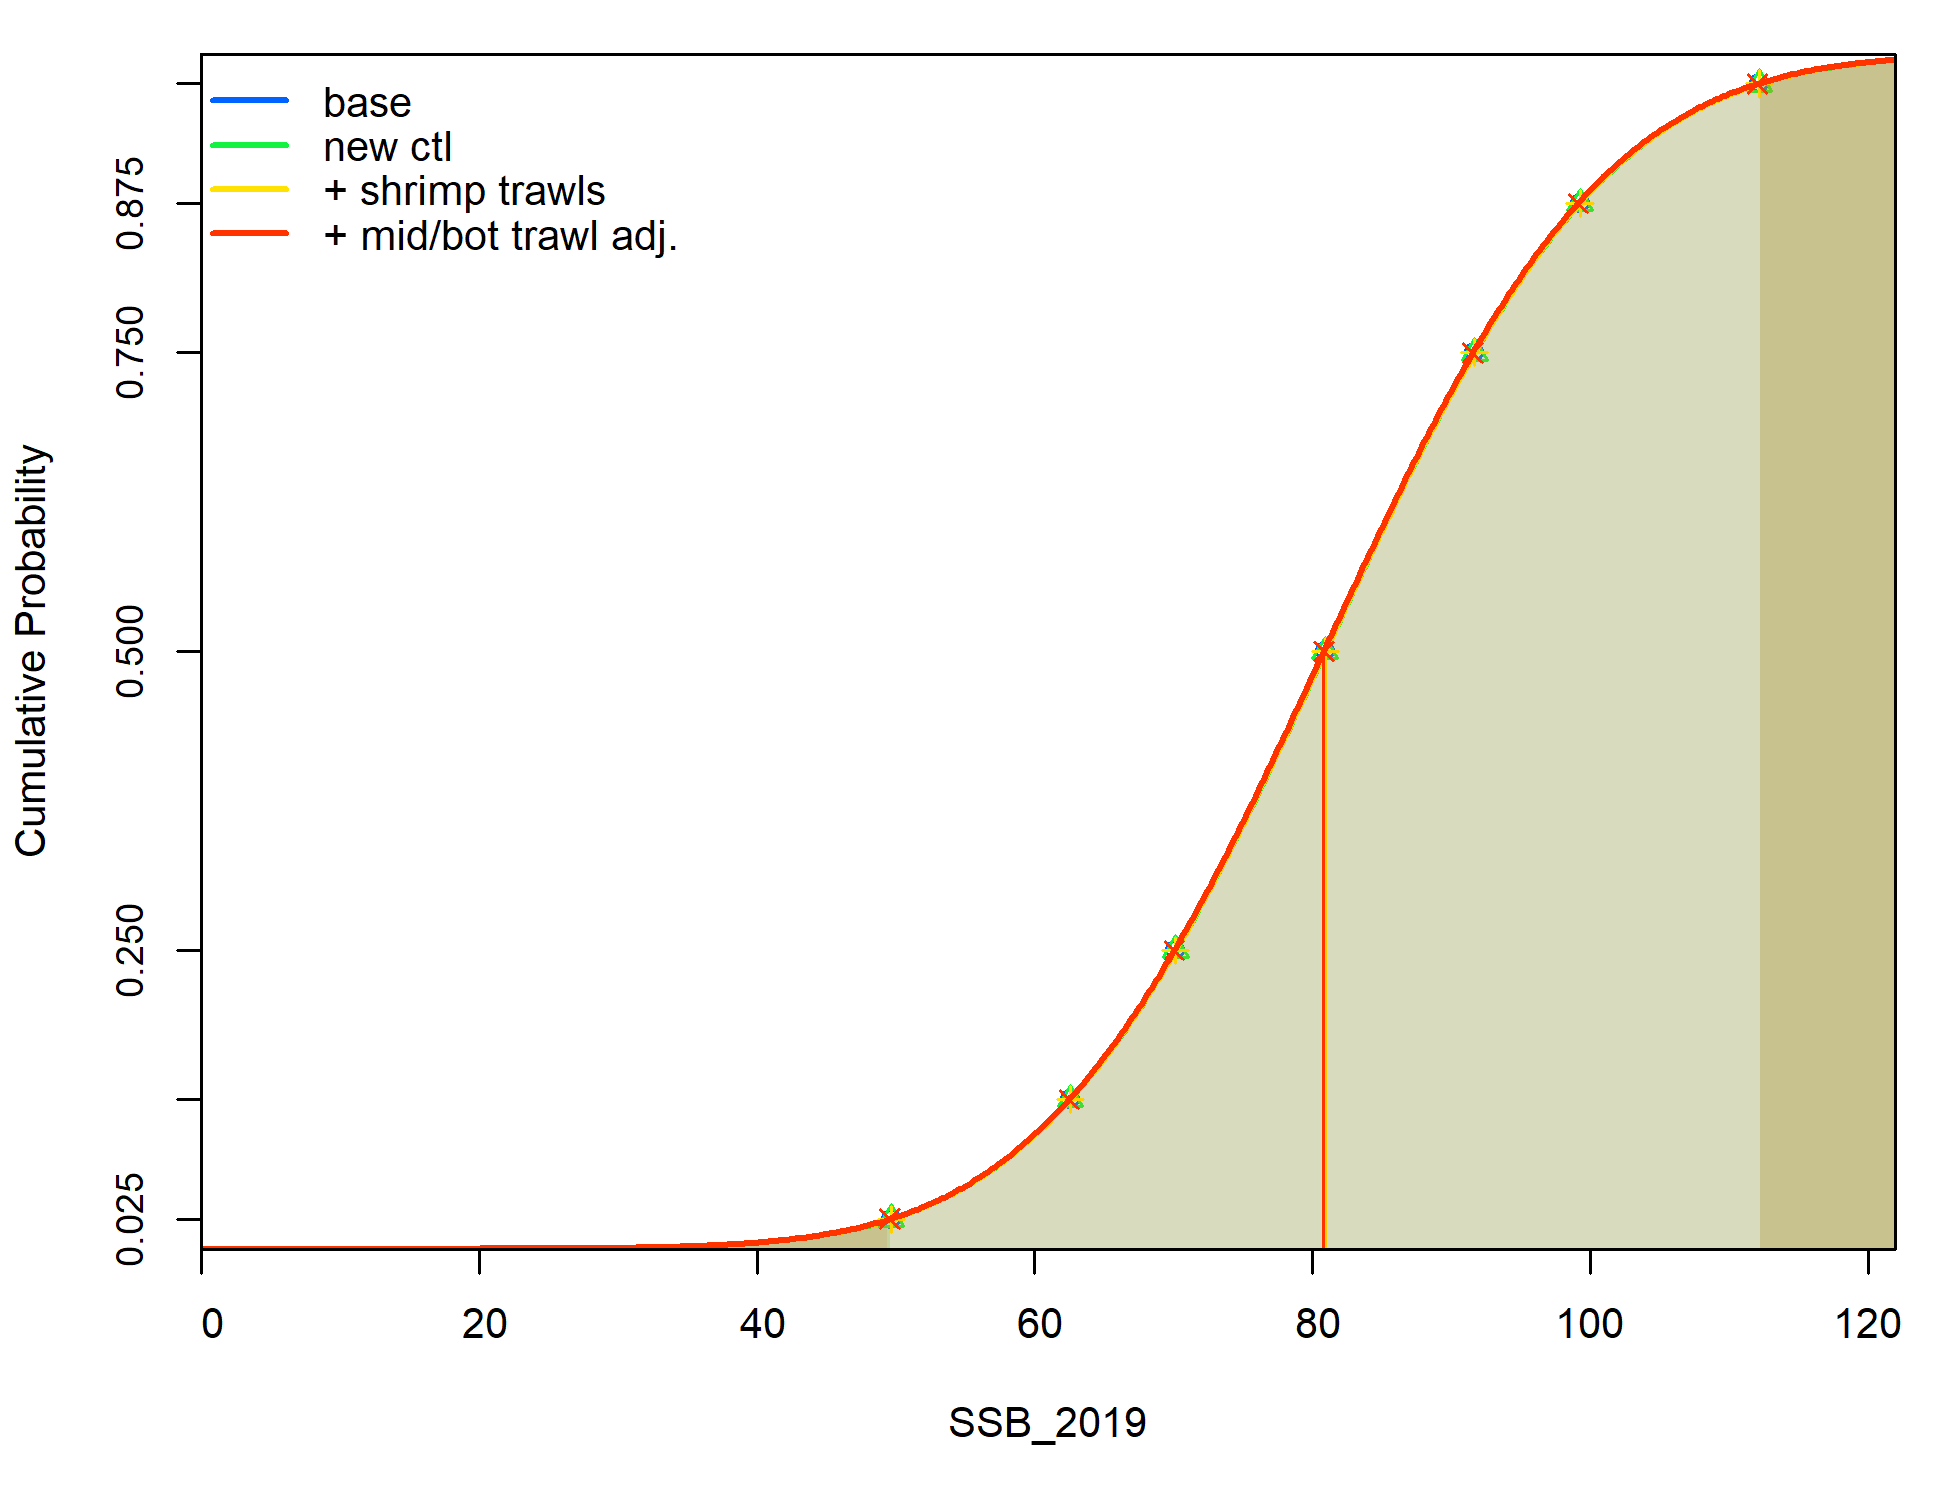 base
new ctl
+ shrimp trawls
+ mid/bot trawl adj.
Cumulative Probability
0.875
0.750
0.500
0.250
0.025
0 20 40 60 80 100 120
SSB_2019